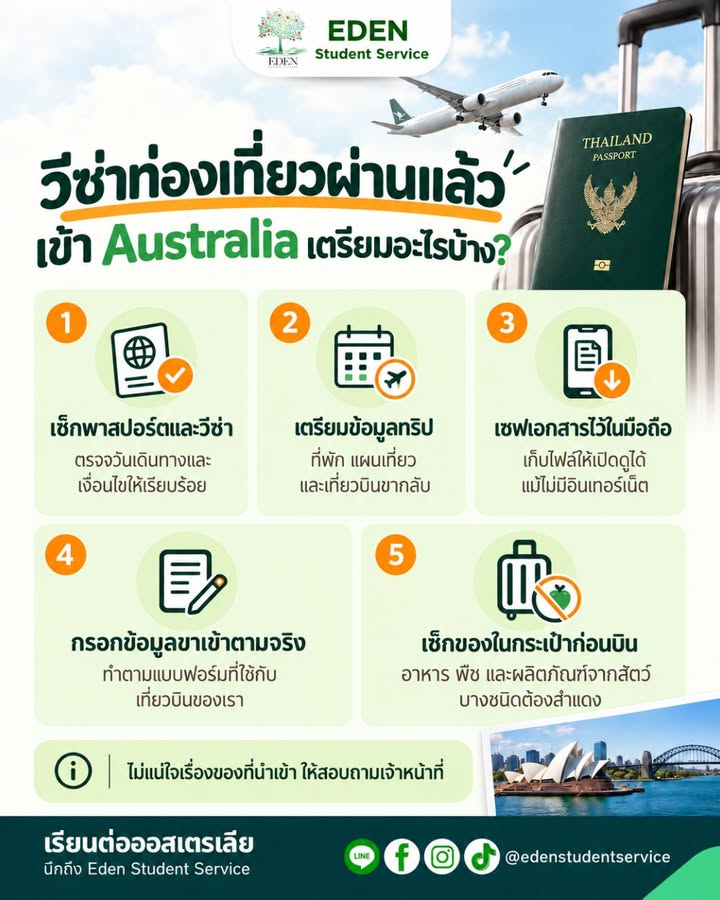 EDEN
EDEN
Student Service
THAILAND
PASSPORT
วีซ่าท่องเที่ยวผ่านแล้ว
เข้า Australia เตรียมอะไรบ้าง?
1
เช็กพาสปอร์ตและวีซ่า
ตรจจวันเดินทางและ
เงื่อนไขให้เรียบร้อย
2
เตรียมข้อมูลทริป
ที่พัก แผนเที่ยว
และเที่ยวบินขากลับ
3
เซฟเอกสารไว้ในมือถือ
เก็บไฟล์ให้เปิดดูได้
แม้ไม่มีอินเทอร์เน็ต
4
กรอกข้อมูลขาเข้าตามจริง
ทำตามแบบฟอร์มที่ใช้กับ
เที่ยวบินของเรา
5
เช็กของในกระเป๋าก่อนบิน
อาหาร พืช และผลิตภัณฑ์จากสัตว์
บางชนิดต้องสำแดง
ไม่แน่ใจเรื่องของที่นำเข้า ให้สอบถามเจ้าหน้าที่
เรียนต่อออสเตรเลีย
นึกถึง Eden Student Service
LINE
@edenstudentservice